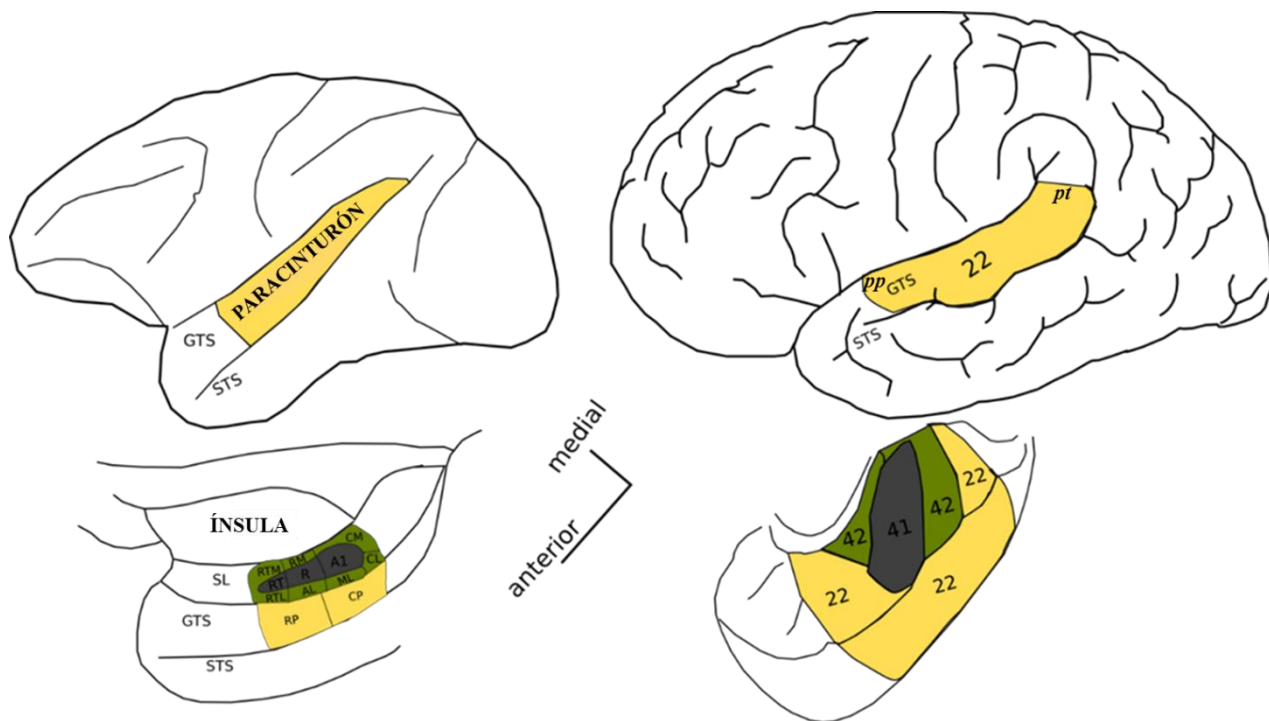 PARACINTURÓN
GTS
STS
pt
22
pp
GTS
STS
ÍNSULA
CM
RM
RTM
A1
CL
R
RT
SL
ML
AL
RTL
CP
RP
GTS
STS
medial
anterior
22
42
42
41
22
22